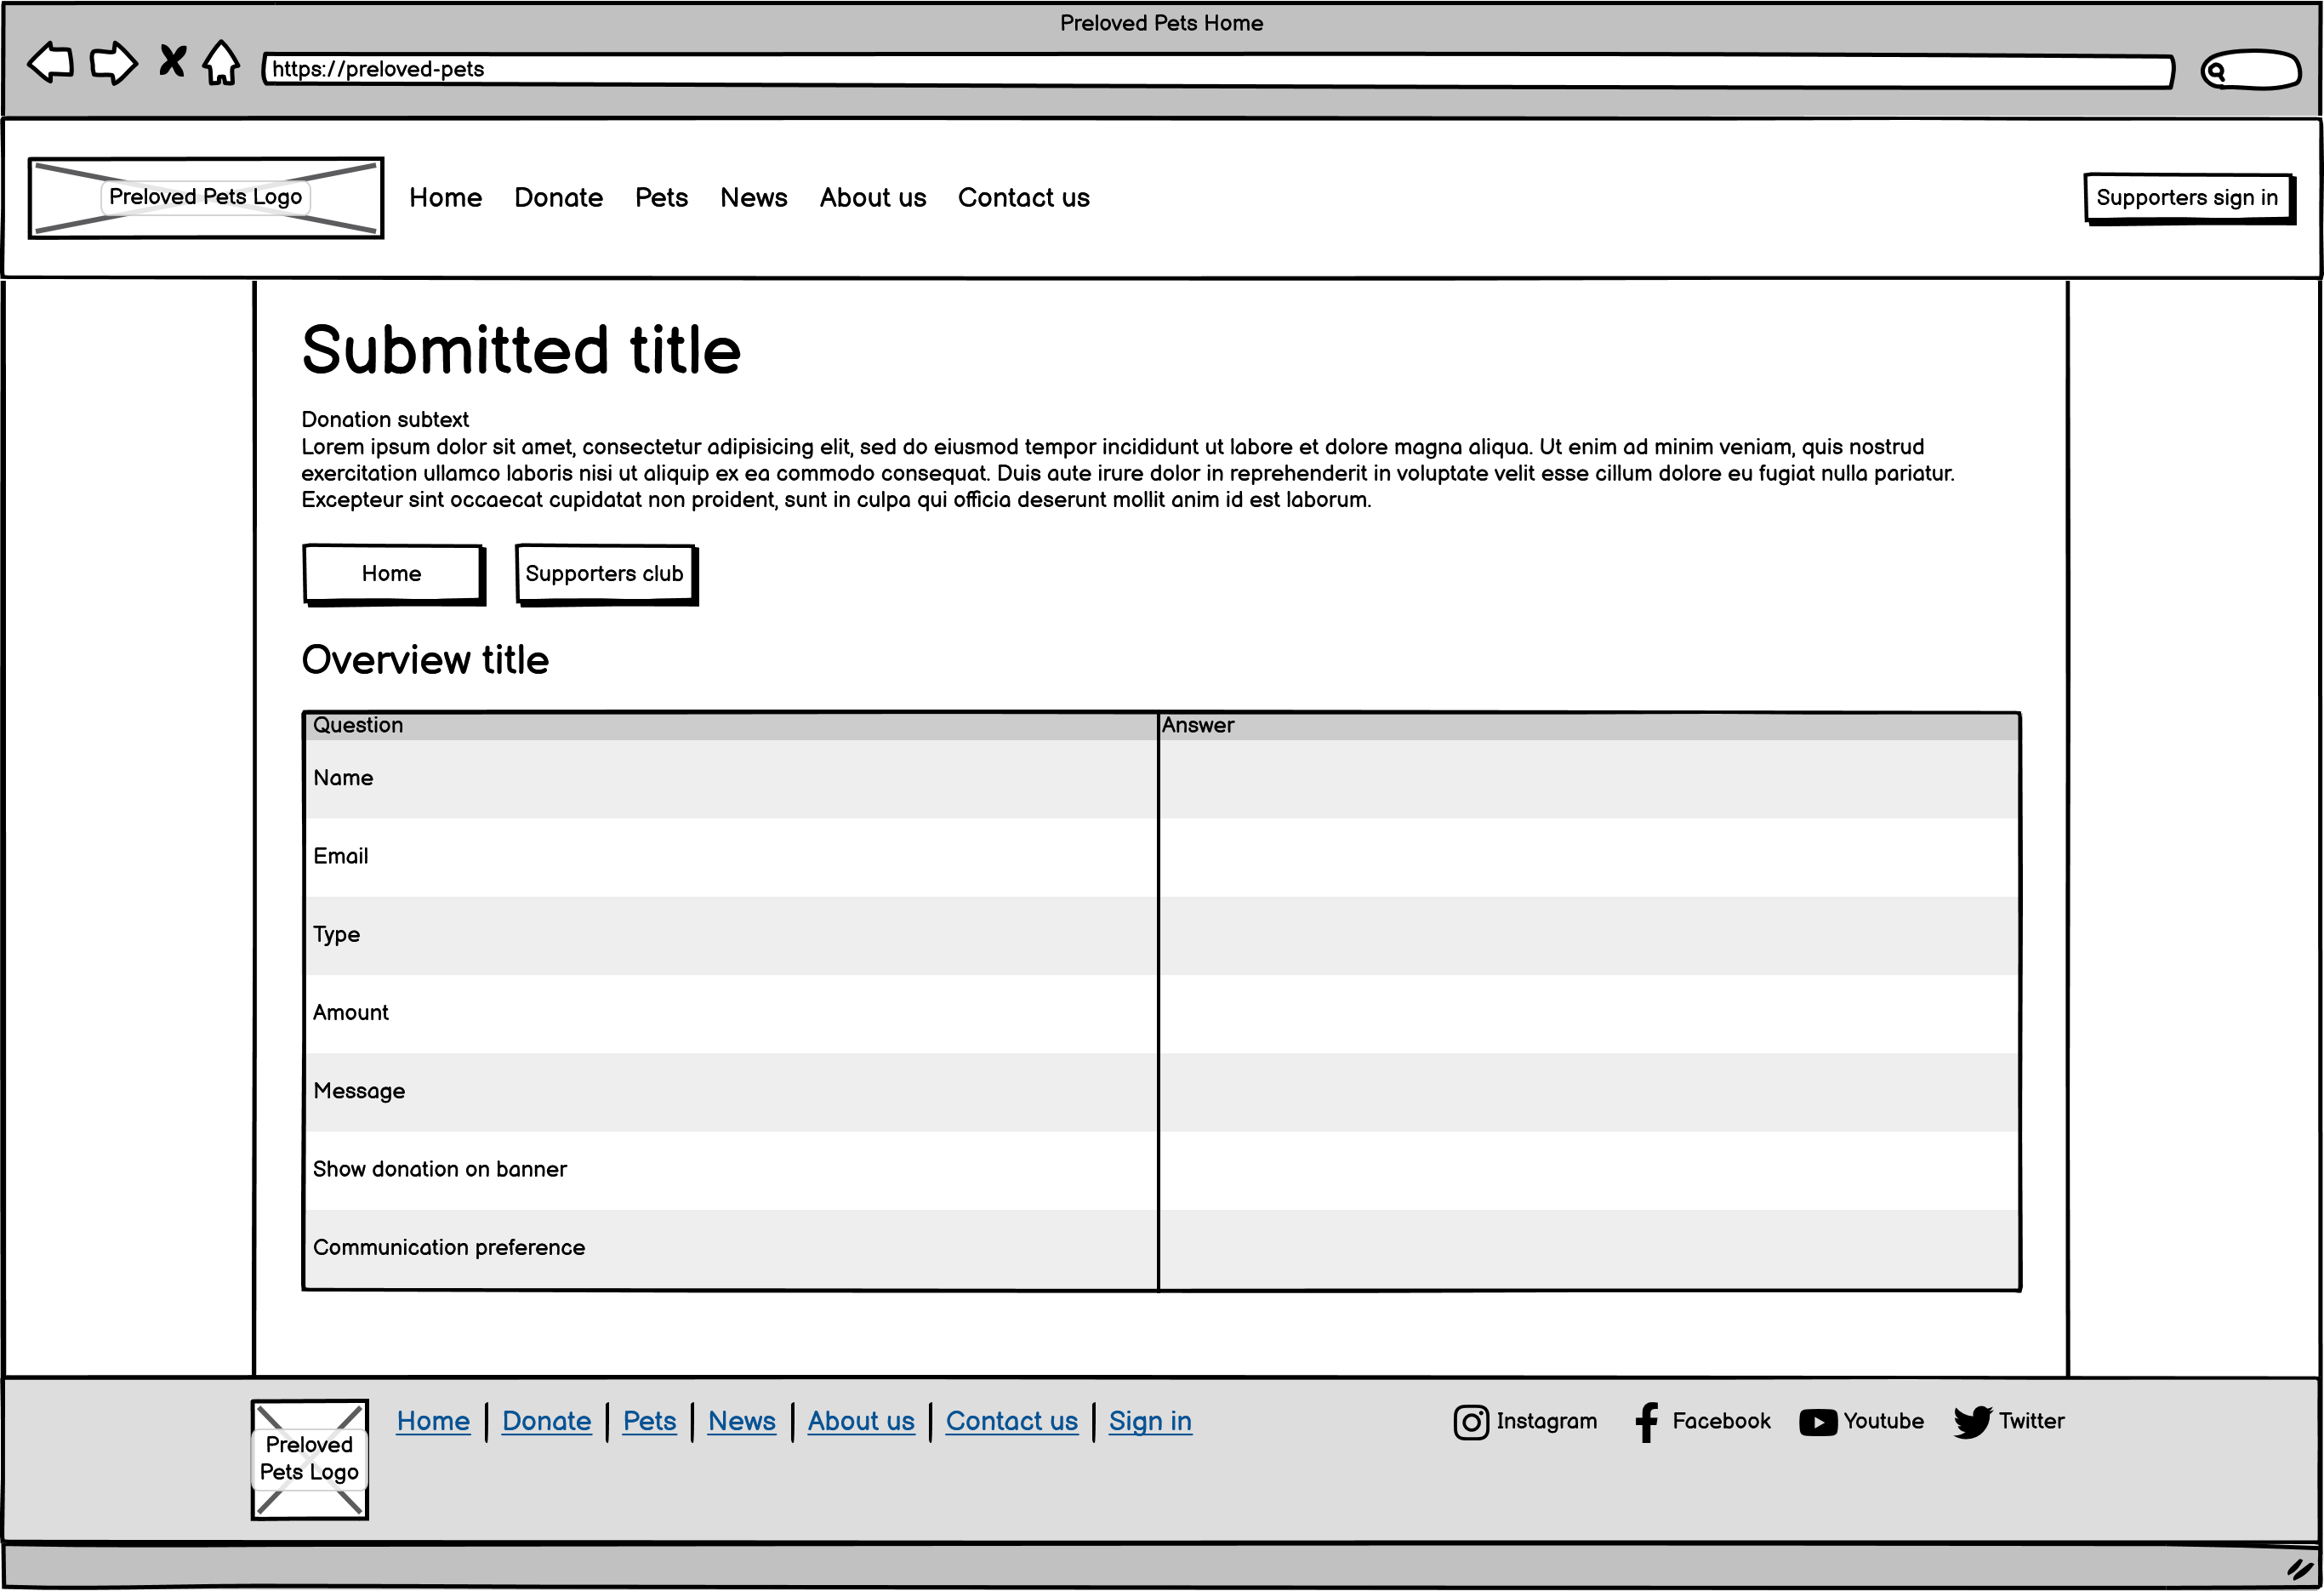 Preloved Pets Home
https://preloved-pets
Preloved Pets Logo
Home Donate Pets News About us Contact us
Supporters sign in
Submitted title
Donation subtext
Lorem ipsum dolor sit amet, consectetur adipisicing elit, sed do eiusmod tempor incididunt ut labore et dolore magna aliqua. Ut enim ad minim veniam, quis nostrud
exercitation ullamco laboris nisi ut aliquip ex ea commodo consequat. Duis aute irure dolor in reprehenderit in voluptate velit esse cillum dolore eu fugiat nulla pariatur.
Excepteur sint occaecat cupidatat non proident, sunt in culpa qui officia deserunt mollit anim id est laborum.
Home
Supporters club
Overview title
Question Answer
Name
Email
Type
Amount
Message
Show donation on banner
Communication preference
Preloved
Pets Logo
Home | Donate | Pets | News | About us | Contact us | Sign in
Instagram Facebook Youtube Twitter